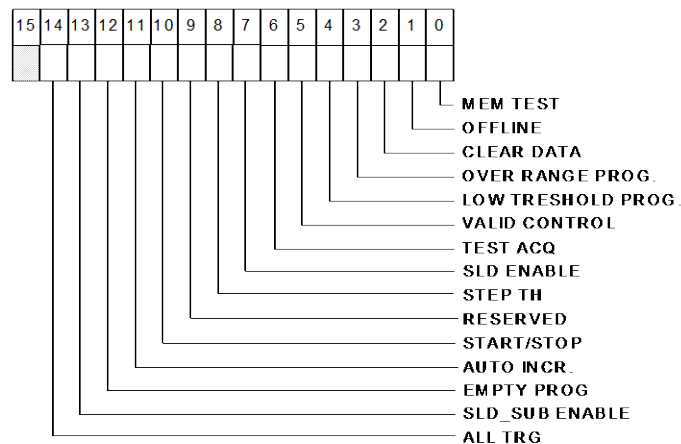 15 14 13 12 11 10 9 8 7 6 5 4 3 2 1 0
MEM TEST
OFFLINE
CLEAR DATA
OVER RANGE PROG.
LOW TRESHOLD PROG.
VALID CONTROL
TEST ACQ
SLD ENABLE
STEP TH
RESERVED
START/STOP
AUTO INCR.
EMPTY PROG
SLD_SUB ENABLE
ALL TRG